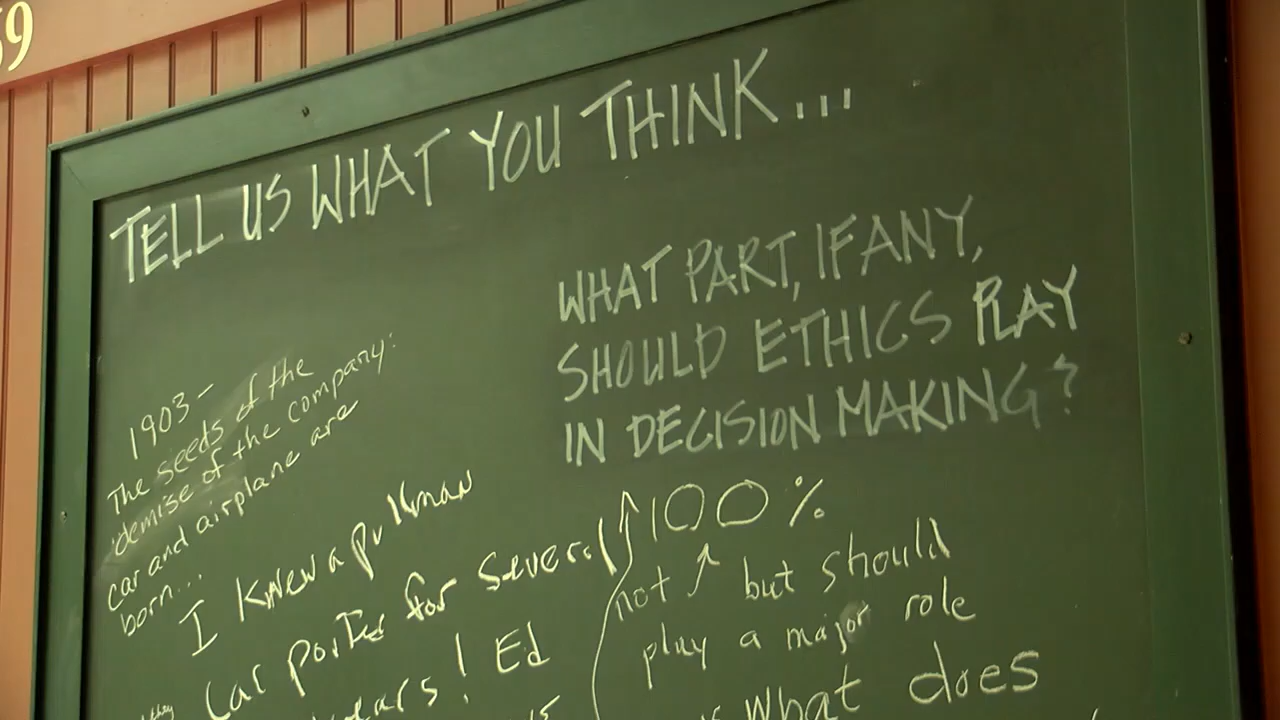 TELL US WHAT YOU THINK...
WHAT PART, IF ANY,
SHOULD ETHICS PLAY
IN DECISION MAKING?
1903-
The seeds of the
demise of the company:
car and airplane are
born...
I Knew a pullman
Car porter for several
years! Ed
100%
not but should
play a major role
What does
they